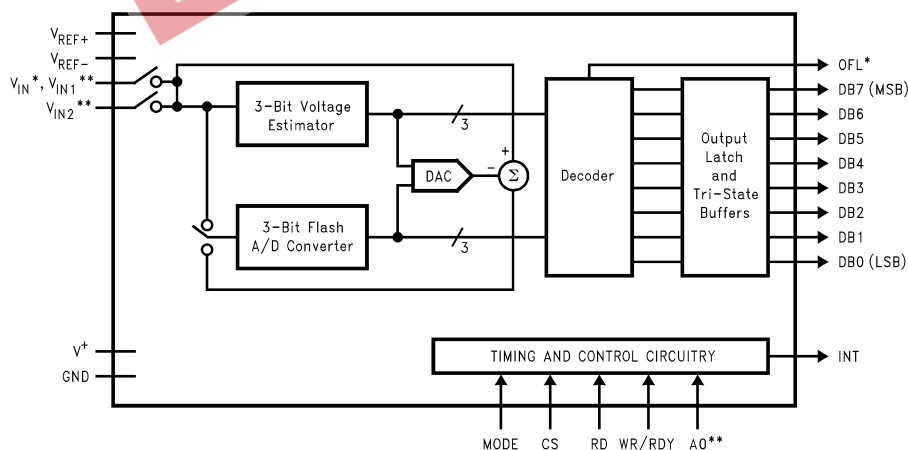 VREF+
VREF-
VIN*, VIN1**
VIN2**
3-Bit Voltage
Estimator
3
DAC
+
-
Σ
3-Bit Flash
A/D Converter
3
Decoder
Output
Latch
and
Tri-State
Buffers
OFL*
DB7 (MSB)
DB6
DB5
DB4
DB3
DB2
DB1
DB0 (LSB)
V+
GND
TIMING AND CONTROL CIRCUITRY
INT
MODE CS RD WR/RDY A0**